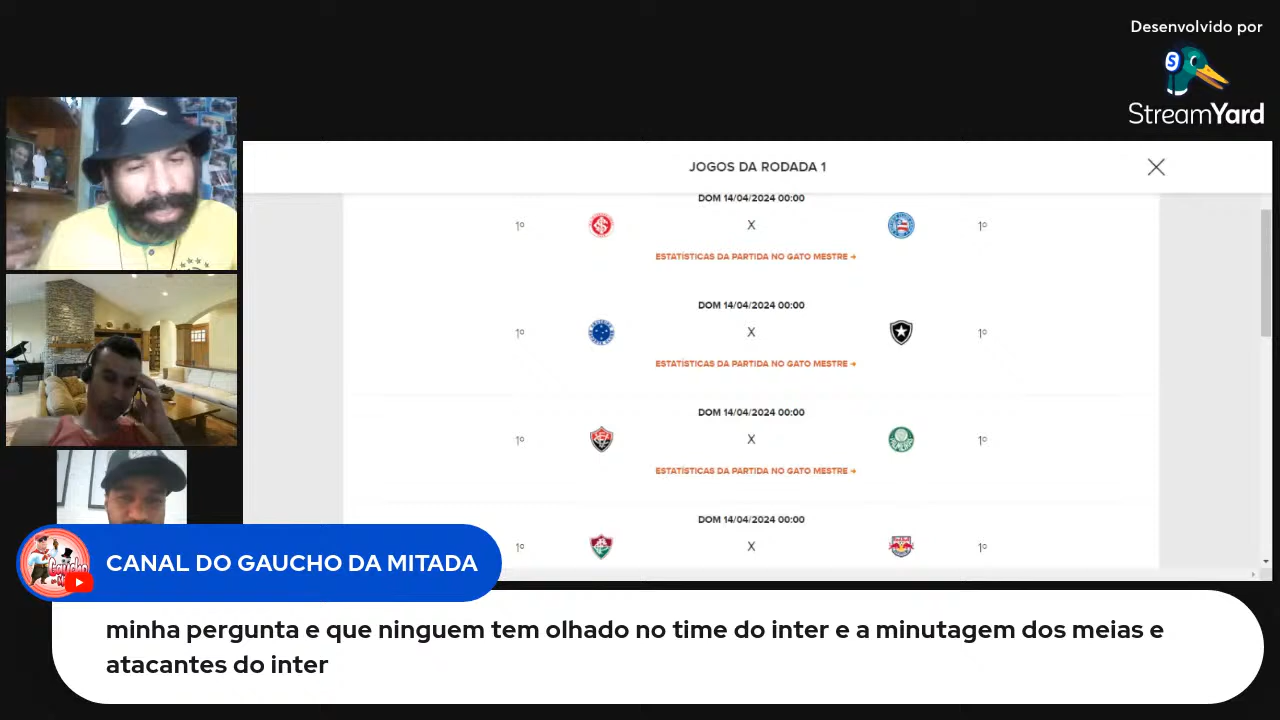 Desenvolvido por
StreamYard
JOGOS DA RODADA 1
DOM 14/04/2024 00:00
1º X 1º
ESTATÍSTICAS DA PARTIDA NO GATO MESTRE →
DOM 14/04/2024 00:00
1º X 1º
ESTATÍSTICAS DA PARTIDA NO GATO MESTRE →
DOM 14/04/2024 00:00
1º X 1º
ESTATÍSTICAS DA PARTIDA NO GATO MESTRE →
DOM 14/04/2024 00:00
1º X 1º
CANAL DO GAUCHO DA MITADA
minha pergunta e que ninguem tem olhado no time do inter e a minutagem dos meias e
atacantes do inter